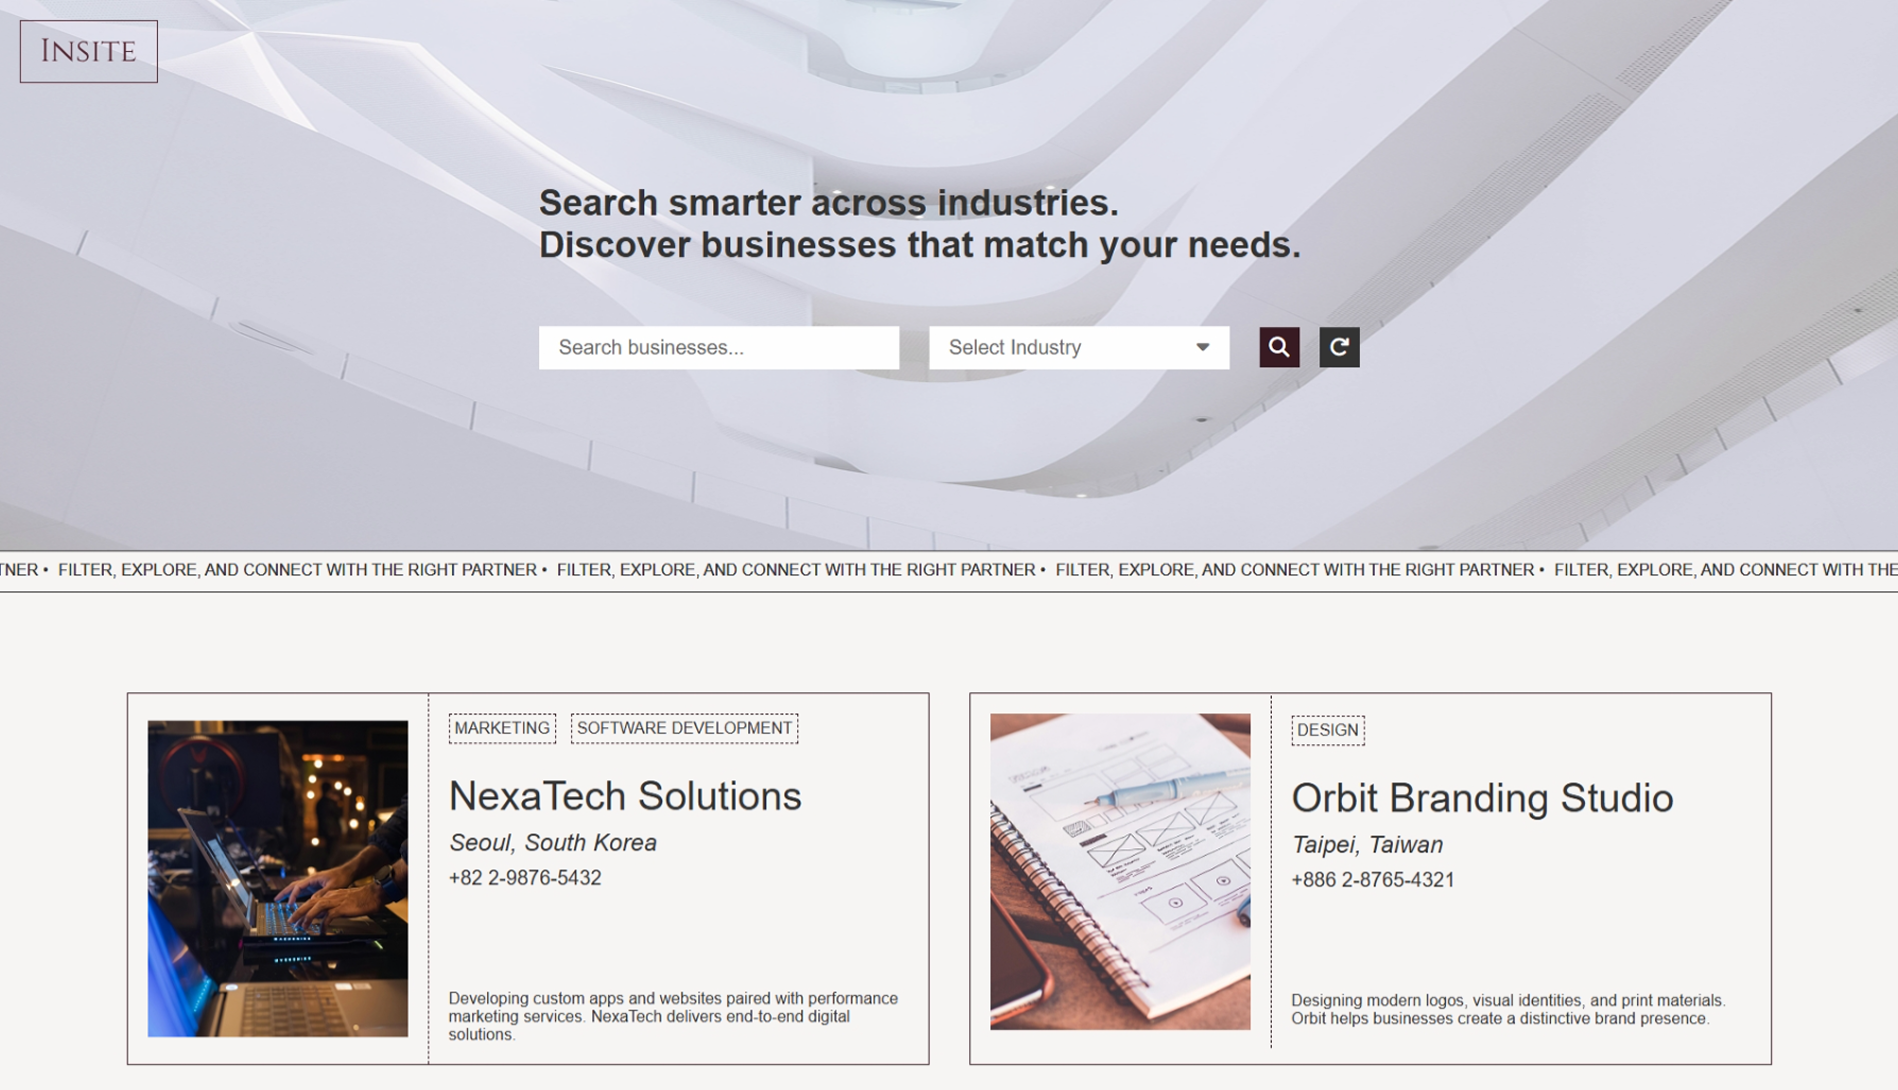 INSITE
Search smarter across industries.
Discover businesses that match your needs.
Search businesses...
Select Industry
TNER • FILTER, EXPLORE, AND CONNECT WITH THE RIGHT PARTNER • FILTER, EXPLORE, AND CONNECT WITH THE RIGHT PARTNER • FILTER, EXPLORE, AND CONNECT WITH THE RIGHT PARTNER • FILTER, EXPLORE, AND CONNECT WITH THE
MARKETING
SOFTWARE DEVELOPMENT
NexaTech Solutions
Seoul, South Korea
+82 2-9876-5432
Developing custom apps and websites paired with performance
marketing services. NexaTech delivers end-to-end digital
solutions.
DESIGN
Orbit Branding Studio
Taipei, Taiwan
+886 2-8765-4321
Designing modern logos, visual identities, and print materials.
Orbit helps businesses create a distinctive brand presence.